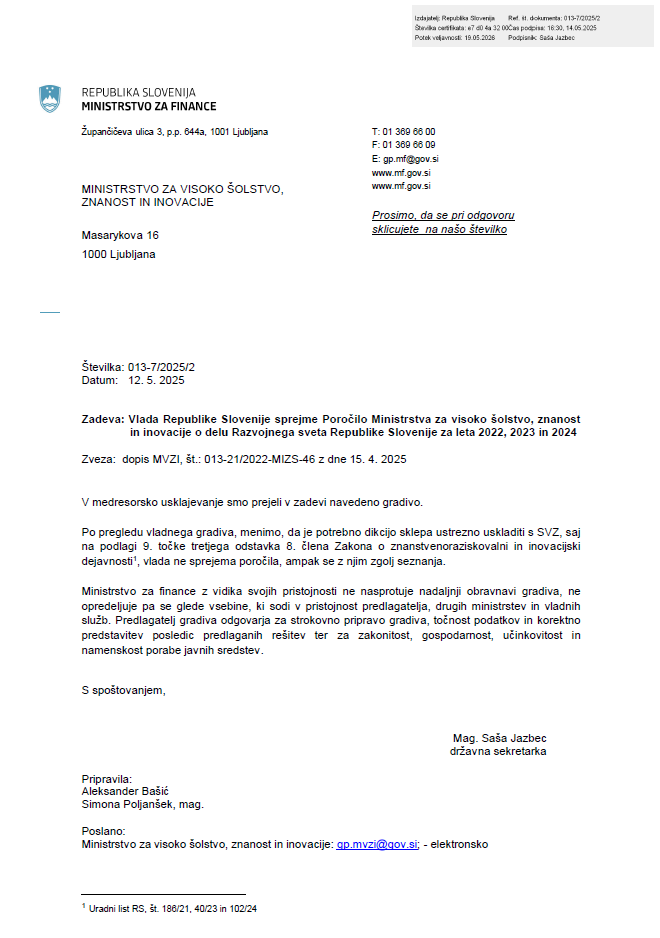 Izdajatelj: Republika Slovenija Ref. št. dokumenta: 013-7/2025/2
Številka certifikata: e7 d0 4a 32 00Čas podpisa: 16:30, 14.05.2025
Potek veljavnosti: 19.05.2026 Podpisnik: Saša Jazbec
REPUBLIKA SLOVENIJA
MINISTRSTVO ZA FINANCE
Župančičeva ulica 3, p.p. 644a, 1001 Ljubljana
T: 01 369 66 00
F: 01 369 66 09
E: gp.mf@gov.si
www.mf.gov.si
www.mf.gov.si
MINISTRSTVO ZA VISOKO ŠOLSTVO,
ZNANOST IN INOVACIJE
Masarykova 16
1000 Ljubljana
Prosimo, da se pri odgovoru
sklicujete na našo številko
Številka: 013-7/2025/2
Datum: 12. 5. 2025
Zadeva: Vlada Republike Slovenije sprejme Poročilo Ministrstva za visoko šolstvo, znanost
in inovacije o delu Razvojnega sveta Republike Slovenije za leta 2022, 2023 in 2024
Zveza: dopis MVZI, št.: 013-21/2022-MIZS-46 z dne 15. 4. 2025
V medresorsko usklajevanje smo prejeli v zadevi navedeno gradivo.
Po pregledu vladnega gradiva, menimo, da je potrebno dikcijo sklepa ustrezno uskladiti s SVZ, saj
na podlagi 9. točke tretjega odstavka 8. člena Zakona o znanstvenoraziskovalni in inovacijski
dejavnosti¹, vlada ne sprejema poročila, ampak se z njim zgolj seznanja.
Ministrstvo za finance z vidika svojih pristojnosti ne nasprotuje nadaljnji obravnavi gradiva, ne
opredeljuje pa se glede vsebine, ki sodi v pristojnost predlagatelja, drugih ministrstev in vladnih
služb. Predlagatelj gradiva odgovarja za strokovno pripravo gradiva, točnost podatkov in korektno
predstavitev posledic predlaganih rešitev ter za zakonitost, gospodarnost, učinkovitost in
namenskost porabe javnih sredstev.
S spoštovanjem,
Mag. Saša Jazbec
državna sekretarka
Pripravila:
Aleksander Bašić
Simona Poljanšek, mag.
Poslano:
Ministrstvo za visoko šolstvo, znanost in inovacije: gp.mvzi@gov.si; - elektronsko
¹ Uradni list RS, št. 186/21, 40/23 in 102/24